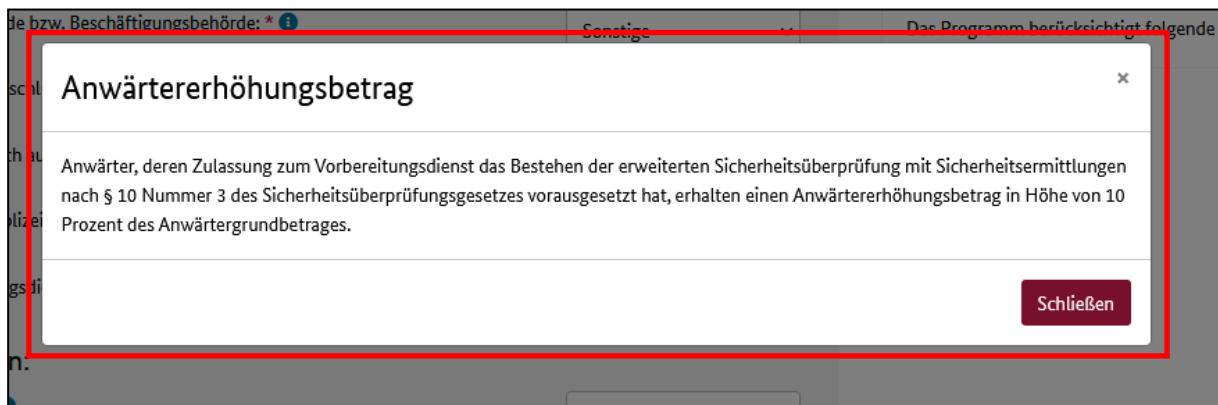 de bzw. Beschäftigungsbehörde: *
Sonstige
Das Programm berücksichtigt folgende
Anwärtererhöhungsbetrag
×
Anwärter, deren Zulassung zum Vorbereitungsdienst das Bestehen der erweiterten Sicherheitsüberprüfung mit Sicherheitsermittlungen
nach § 10 Nummer 3 des Sicherheitsüberprüfungsgesetzes vorausgesetzt hat, erhalten einen Anwärtererhöhungsbetrag in Höhe von 10
Prozent des Anwärtergrundbetrages.
Schließen
n: